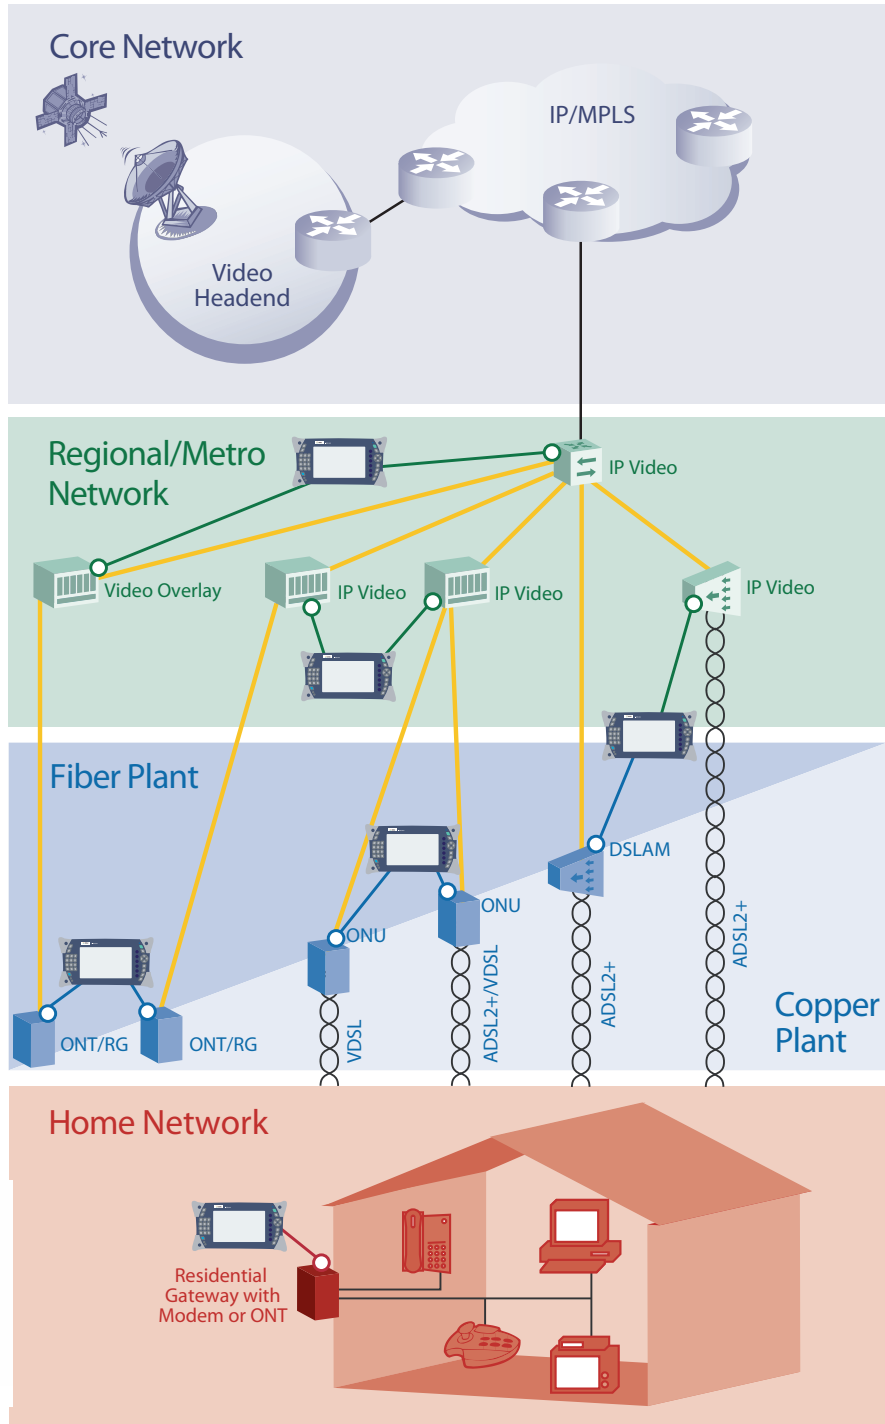 Core Network
IP/MPLS
Video
Headend
Regional/Metro
Network
IP Video
Video Overlay
IP Video
IP Video
IP Video
Fiber Plant
DSLAM
ONU
ONU
ADSL2+
ADSL2+/VDSL
ADSL2+
VDSL
ONT/RG
ONT/RG
Copper
Plant
Home Network
Residential
Gateway with
Modem or ONT